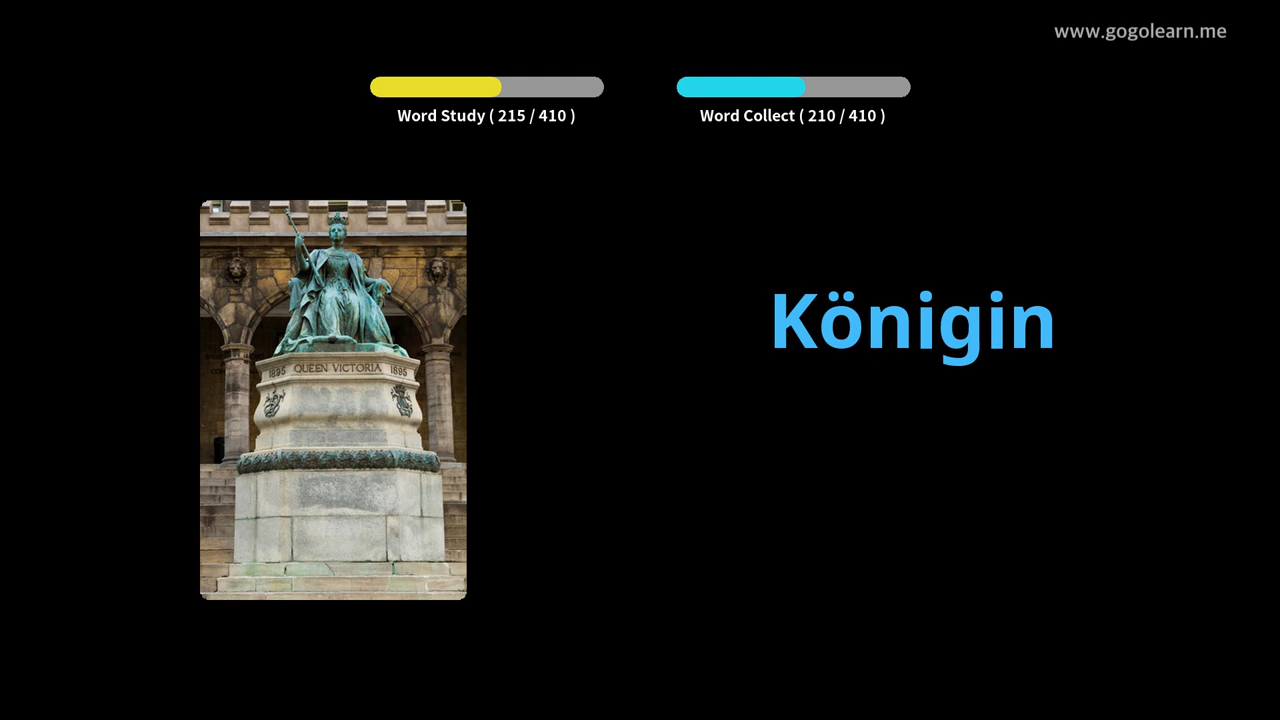 www.gogolearn.me
Word Study ( 215 / 410 )
Word Collect ( 210 / 410 )
Königin
1895 QUEEN VICTORIA 1895